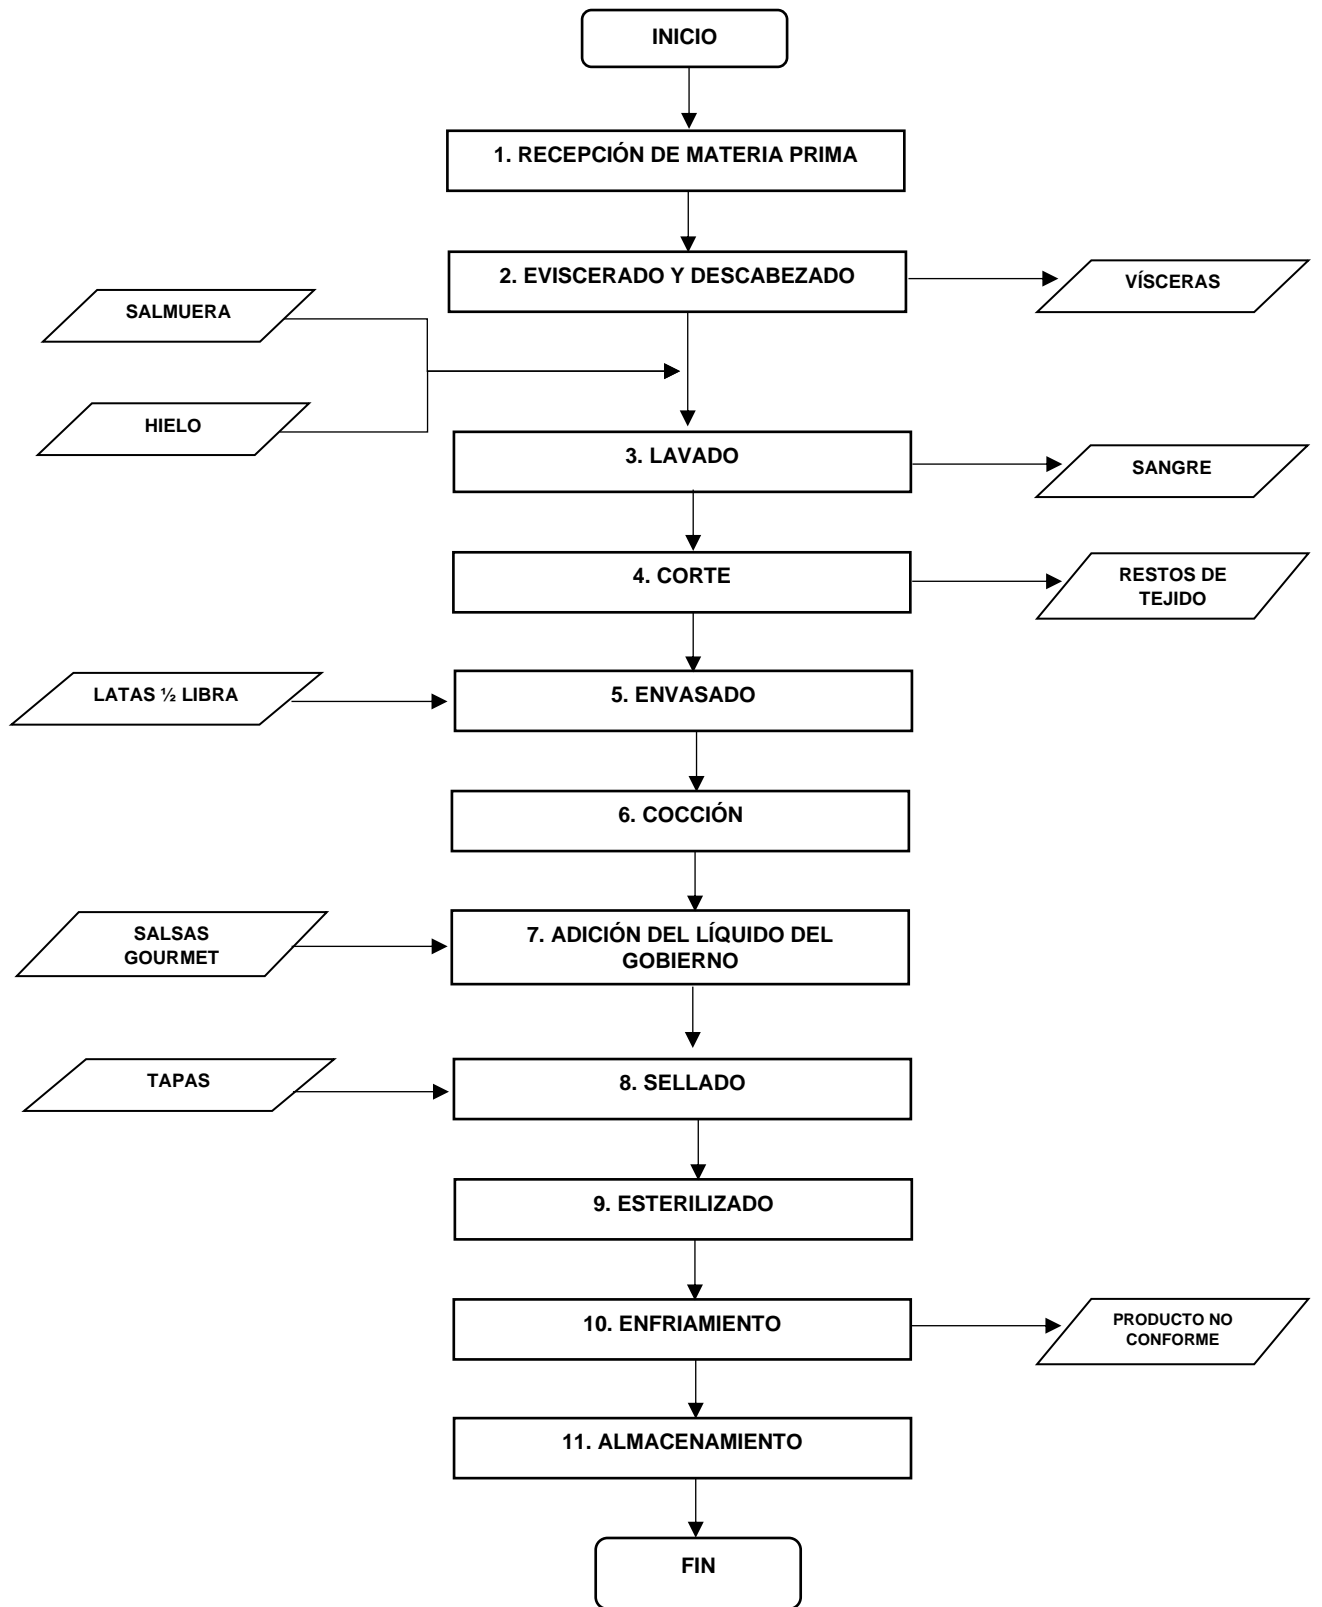 INICIO
1. RECEPCIÓN DE MATERIA PRIMA
2. EVISCERADO Y DESCABEZADO
VÍSCERAS
SALMUERA
HIELO
3. LAVADO
SANGRE
4. CORTE
RESTOS DE
TEJIDO
LATAS ½ LIBRA
5. ENVASADO
6. COCCIÓN
SALSAS
GOURMET
7. ADICIÓN DEL LÍQUIDO DEL
GOBIERNO
TAPAS
8. SELLADO
9. ESTERILIZADO
10. ENFRIAMIENTO
PRODUCTO NO
CONFORME
11. ALMACENAMIENTO
FIN